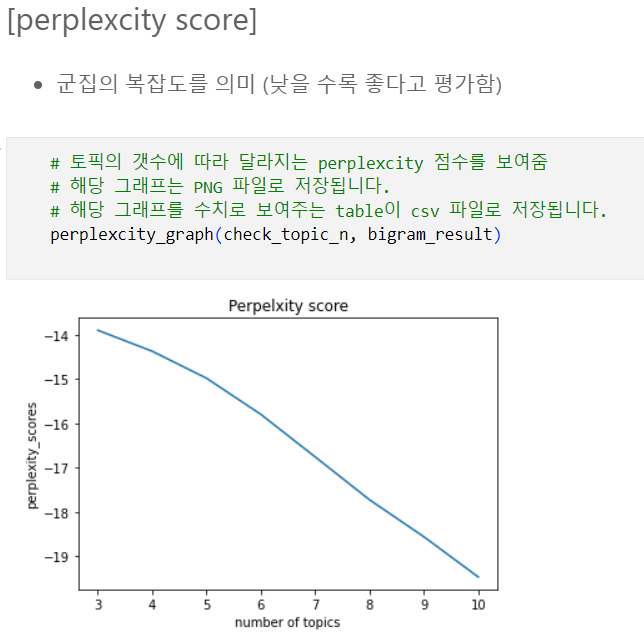 [perplexcity score]
• 군집의 복잡도를 의미 (낮을 수록 좋다고 평가함)
# 토픽의 갯수에 따라 달라지는 perplexcity 점수를 보여줌
# 해당 그래프는 PNG 파일로 저장됩니다.
# 해당 그래프를 수치로 보여주는 table이 csv 파일로 저장됩니다.
perplexcity_graph(check_topic_n, bigram_result)
Perpelxity score
perplexity_scores
−14
−15
−16
−17
−18
−19
3 4 5 6 7 8 9 10
number of topics